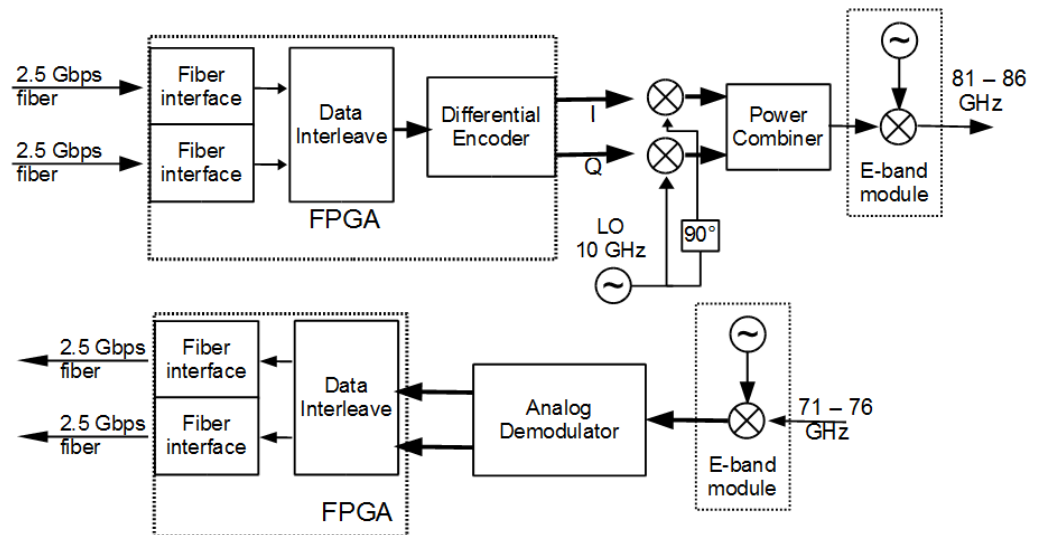 2.5 Gbps
fiber
2.5 Gbps
fiber
Fiber
interface
Fiber
interface
Data
Interleave
FPGA
Differential
Encoder
I
Q
LO
10 GHz
90°
Power
Combiner
~
~
E-band
module
81 – 86
GHz
2.5 Gbps
fiber
2.5 Gbps
fiber
Fiber
interface
Fiber
interface
Data
Interleave
FPGA
Analog
Demodulator
~
E-band
module
71 – 76
GHz